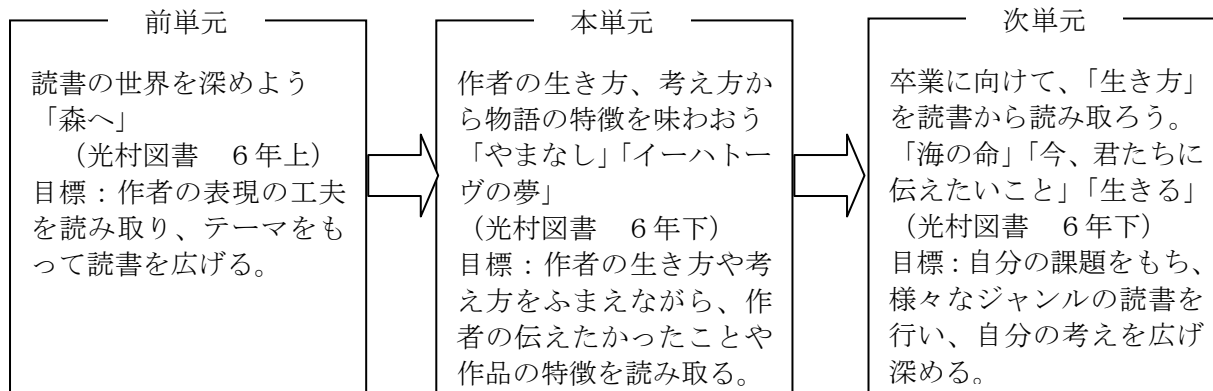 前単元
読書の世界を深めよう
「森へ」
(光村図書 6年上)
目標:作者の表現の工夫
を読み取り、テーマをも
って読書を広げる。
本単元
作者の生き方、考え方か
ら物語の特徴を味わおう
「やまなし」「イーハトー
ヴの夢」
(光村図書 6年下)
目標:作者の生き方や考
え方をふまえながら、作
者の伝えたかったことや
作品の特徴を読み取る。
次単元
卒業に向けて、「生き方」
を読書から読み取ろう。
「海の命」「今、君たちに
伝えたいこと」「生きる」
(光村図書 6年下)
目標:自分の課題をもち、
様々なジャンルの読書を
行い、自分の考えを広げ
深める。